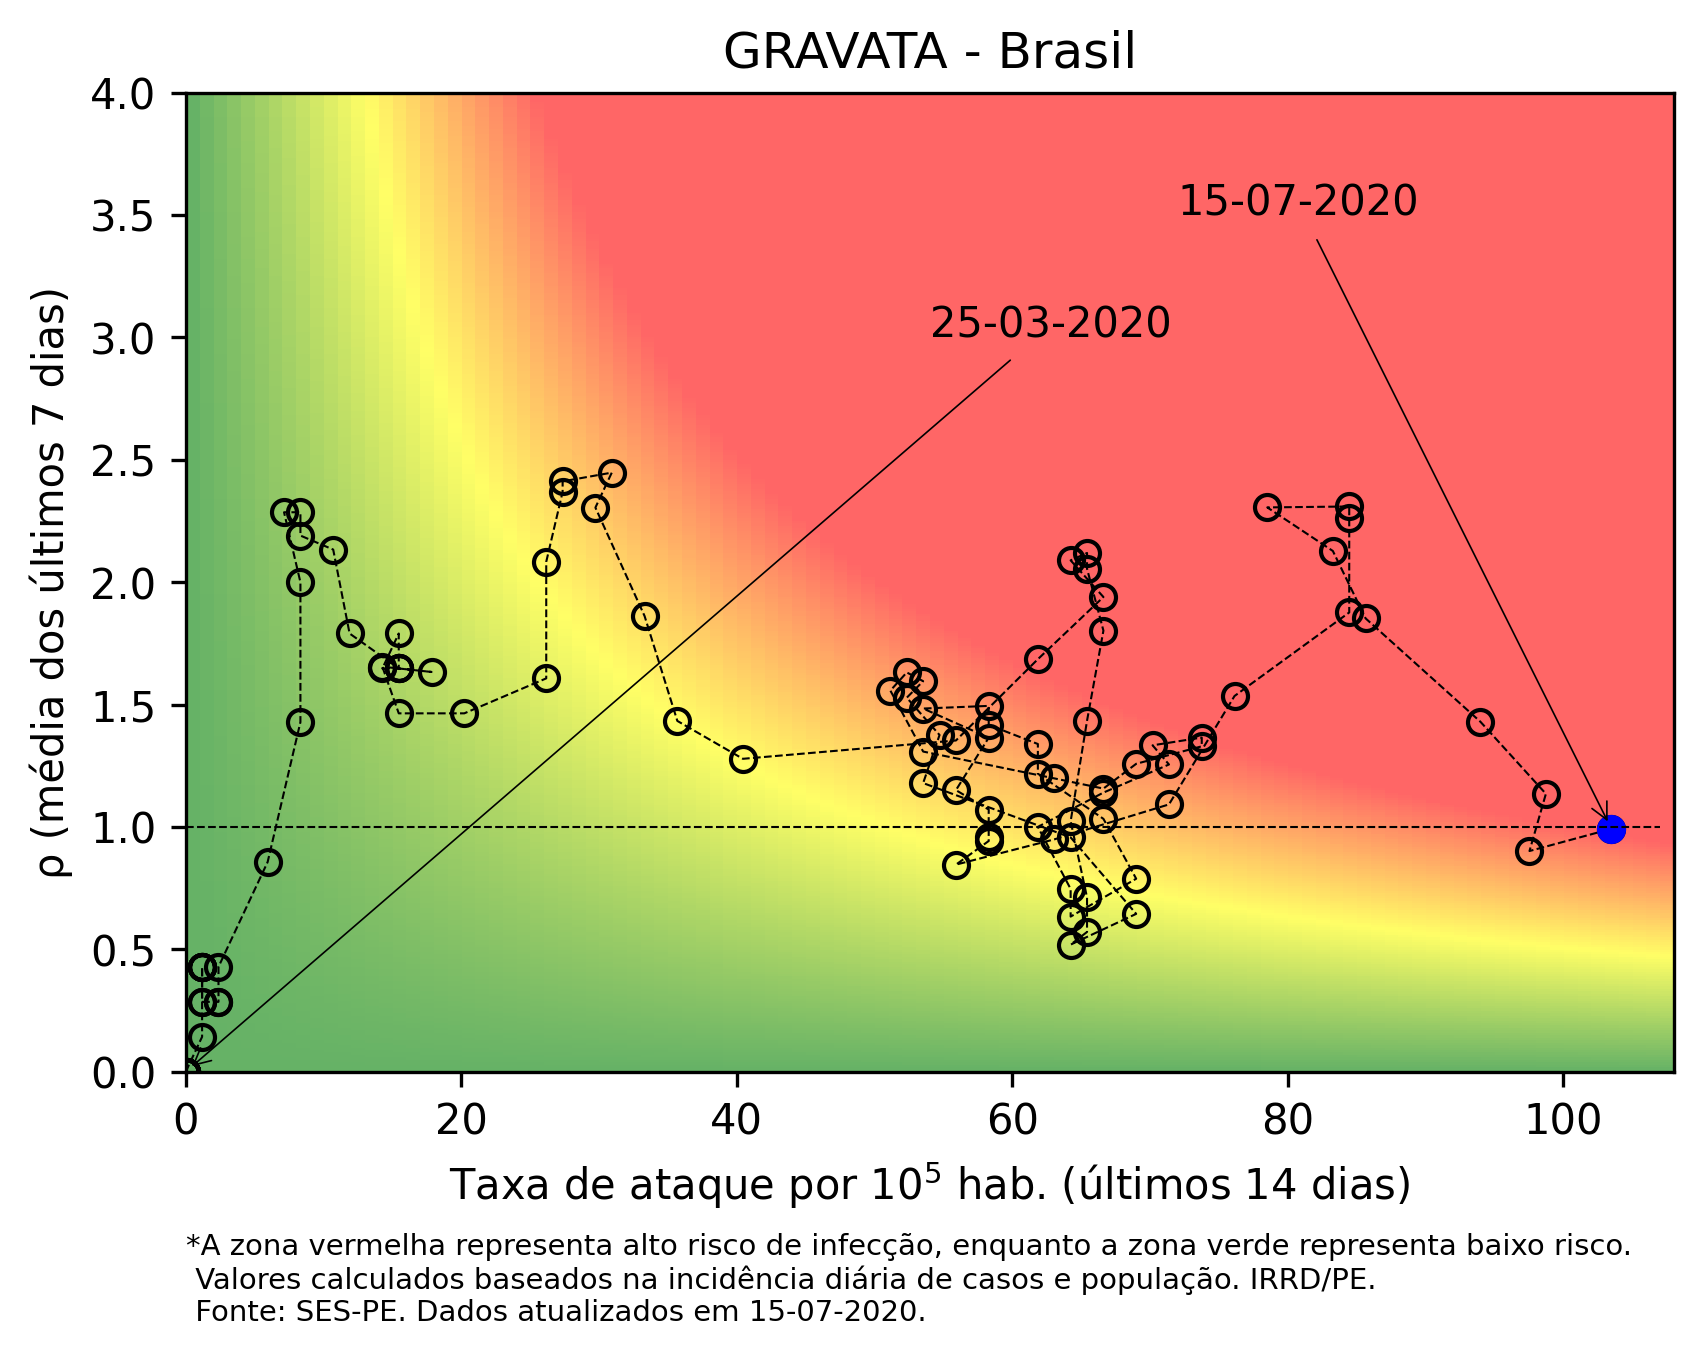 GRAVATA - Brasil
4.0
3.5
3.0
2.5
2.0
1.5
1.0
0.5
0.0
ρ (média dos últimos 7 dias)
15-07-2020
25-03-2020
0 20 40 60 80 100
Taxa de ataque por 10⁵ hab. (últimos 14 dias)
*A zona vermelha representa alto risco de infecção, enquanto a zona verde representa baixo risco.
Valores calculados baseados na incidência diária de casos e população. IRRD/PE.
Fonte: SES-PE. Dados atualizados em 15-07-2020.